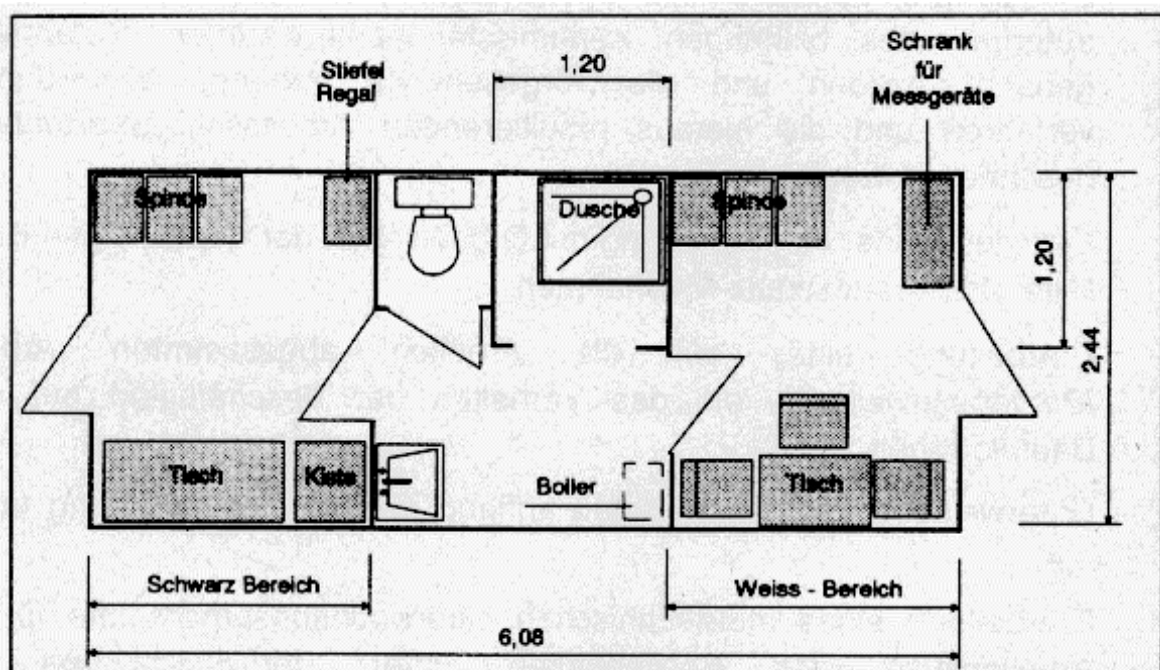 Stiefel
Regal
1,20
Schrank
für
Messgeräte
Spinde
Dusche
Spinde
1,20
2,44
Tisch
Kiste
Boiler
Tisch
Schwarz Bereich
Weiss - Bereich
6,08